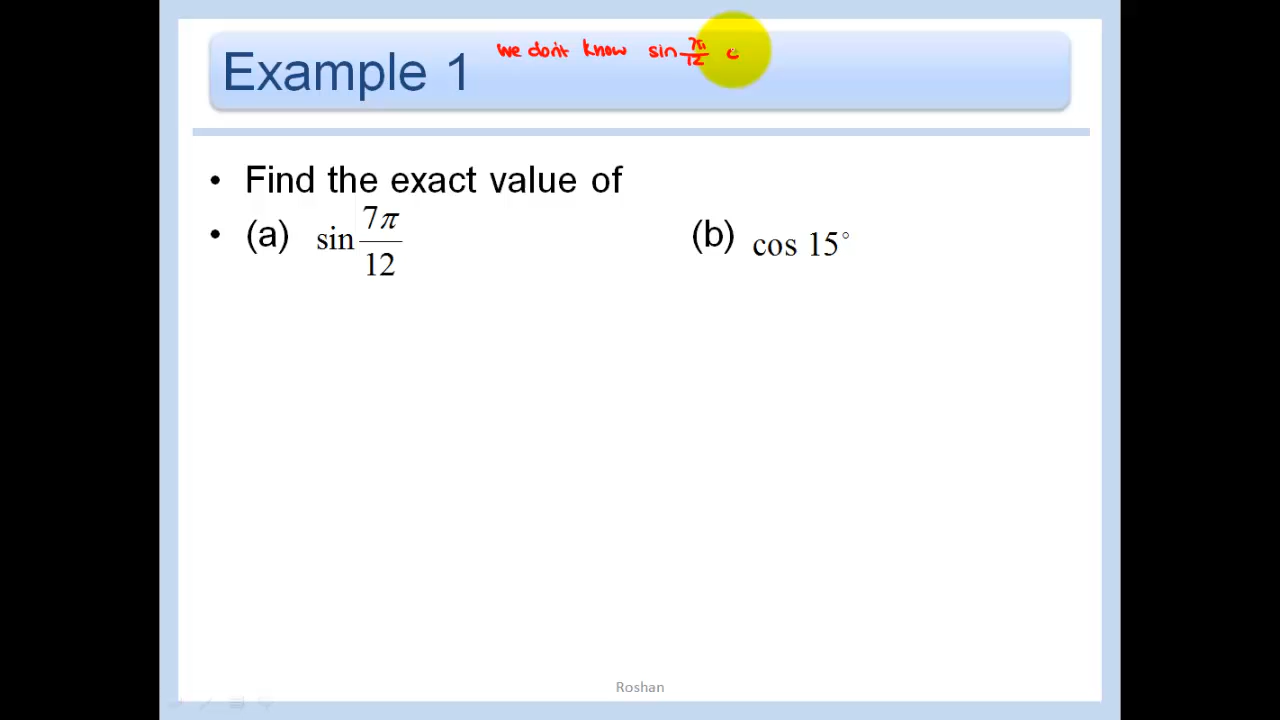 we don't know sin 7π/12
Example 1
• Find the exact value of
• (a) sin 7π/12 (b) cos 15°
Roshan